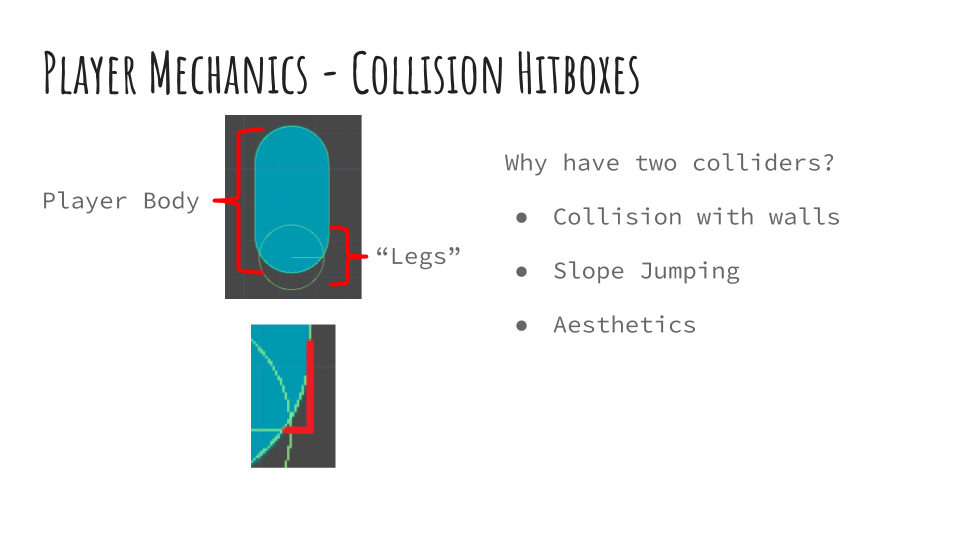 Player Mechanics - Collision Hitboxes
Player Body
“Legs”
Why have two colliders?
● Collision with walls
● Slope Jumping
● Aesthetics